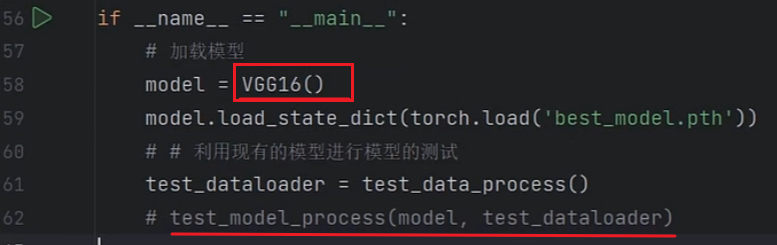 56 if __name__ == "__main__":
57 # 加载模型
58 model = VGG16()
59 model.load_state_dict(torch.load('best_model.pth'))
60 # # 利用现有的模型进行模型的测试
61 test_dataloader = test_data_process()
62 # test_model_process(model, test_dataloader)